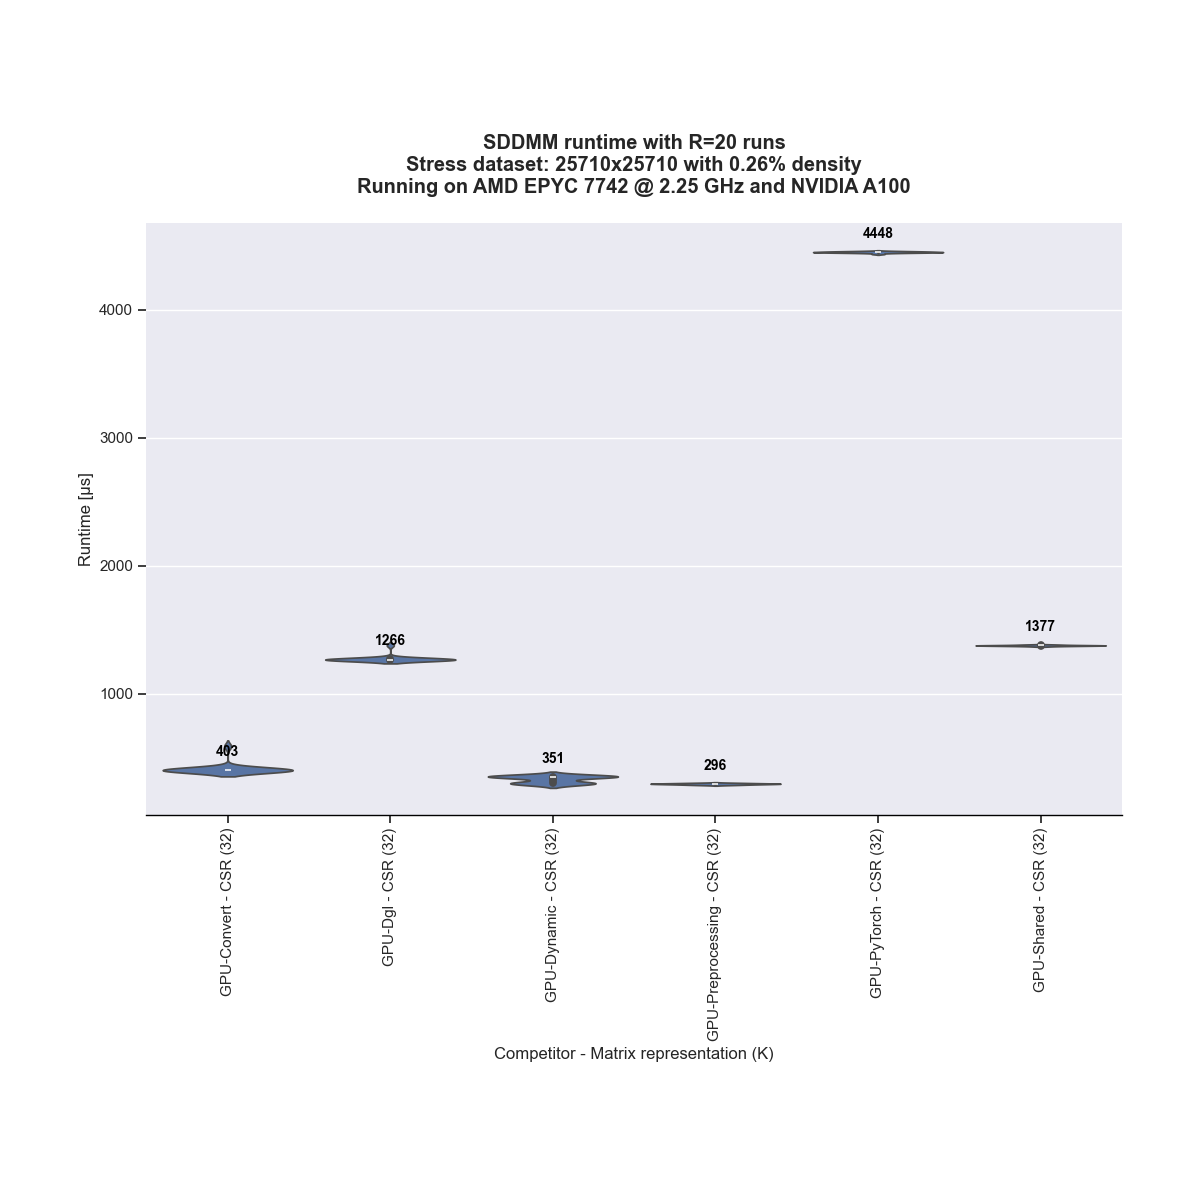 SDDMM runtime with R=20 runs
Stress dataset: 25710x25710 with 0.26% density
Running on AMD EPYC 7742 @ 2.25 GHz and NVIDIA A100
Runtime [μs]
4000
3000
2000
1000
403
1266
351
296
4448
1377
GPU-Convert - CSR (32)
GPU-Dgl - CSR (32)
GPU-Dynamic - CSR (32)
GPU-Preprocessing - CSR (32)
GPU-PyTorch - CSR (32)
GPU-Shared - CSR (32)
Competitor - Matrix representation (K)